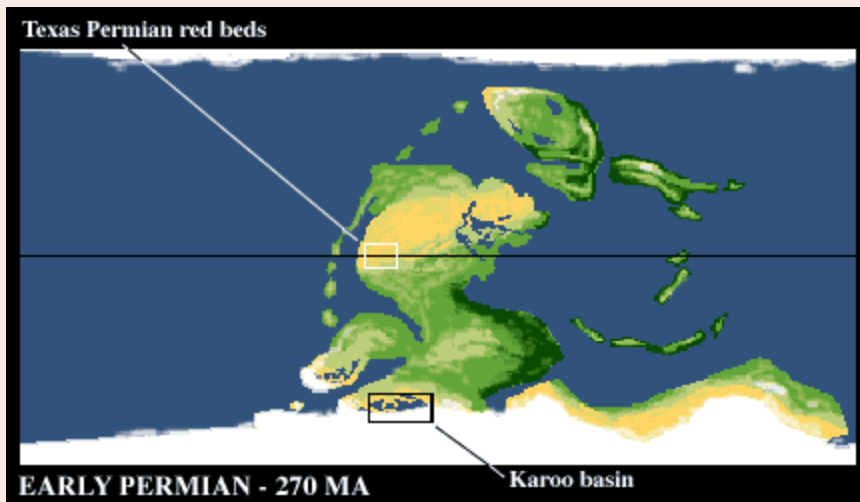 Texas Permian red beds
Karoo basin
EARLY PERMIAN - 270 MA